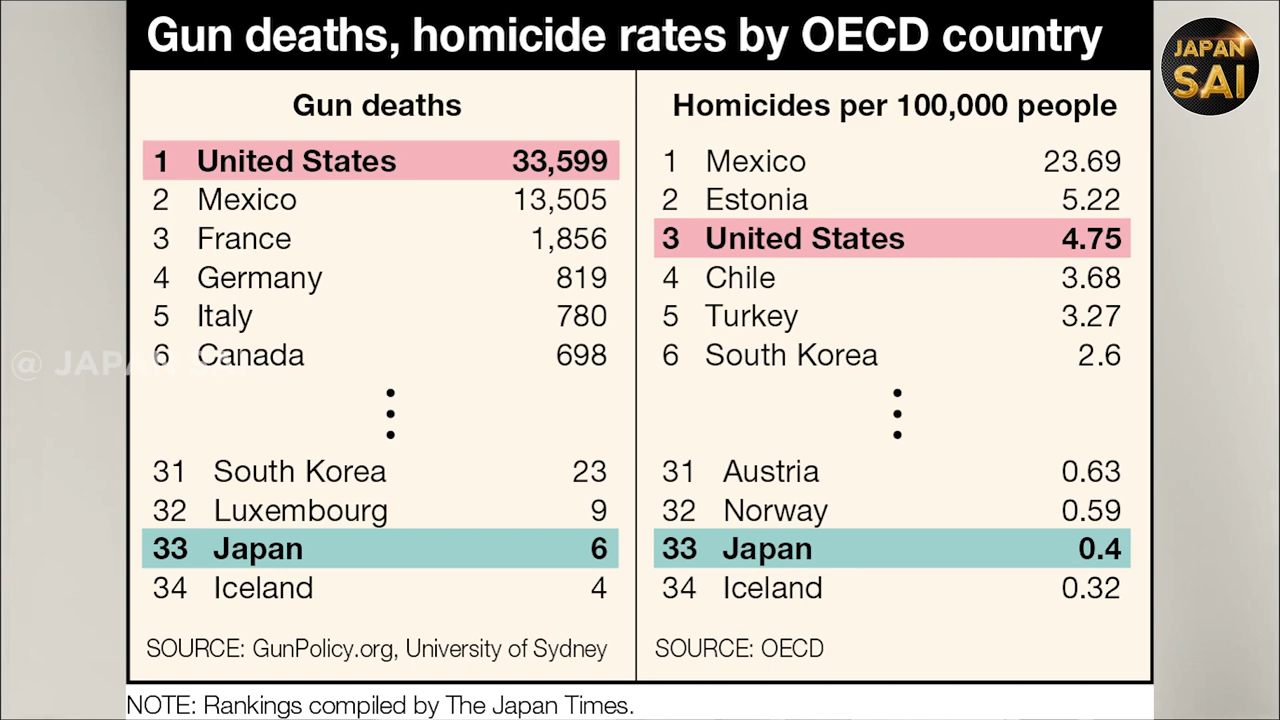 Gun deaths, homicide rates by OECD country
JAPAN
SAI
Gun deaths
1 United States 33,599
2 Mexico 13,505
3 France 1,856
4 Germany 819
5 Italy 780
6 Canada 698
31 South Korea 23
32 Luxembourg 9
33 Japan 6
34 Iceland 4
SOURCE: GunPolicy.org, University of Sydney
Homicides per 100,000 people
1 Mexico 23.69
2 Estonia 5.22
3 United States 4.75
4 Chile 3.68
5 Turkey 3.27
6 South Korea 2.6
31 Austria 0.63
32 Norway 0.59
33 Japan 0.4
34 Iceland 0.32
SOURCE: OECD
@ JAPAN
NOTE: Rankings compiled by The Japan Times.